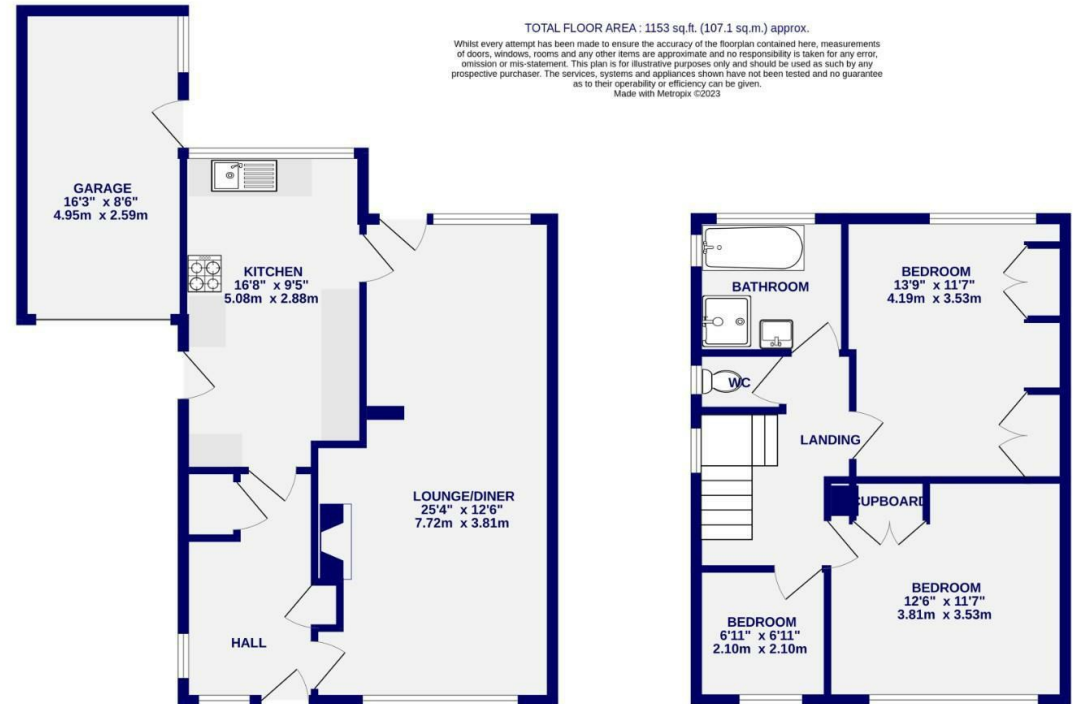 TOTAL FLOOR AREA : 1153 sq.ft. (107.1 sq.m.) approx.
Whilst every attempt has been made to ensure the accuracy of the floorplan contained here, measurements
of doors, windows, rooms and any other items are approximate and no responsibility is taken for any error,
omission or mis-statement. This plan is for illustrative purposes only and should be used as such by any
prospective purchaser. The services, systems and appliances shown have not been tested and no guarantee
as to their operability or efficiency can be given.
Made with Metropix ©2023
GARAGE
16'3" x 8'6"
4.95m x 2.59m
KITCHEN
16'8" x 9'5"
5.08m x 2.88m
LOUNGE/DINER
25'4" x 12'6"
7.72m x 3.81m
HALL
BATHROOM
BEDROOM
13'9" x 11'7"
4.19m x 3.53m
WC
LANDING
CUPBOARD
BEDROOM
12'6" x 11'7"
3.81m x 3.53m
BEDROOM
6'11" x 6'11"
2.10m x 2.10m